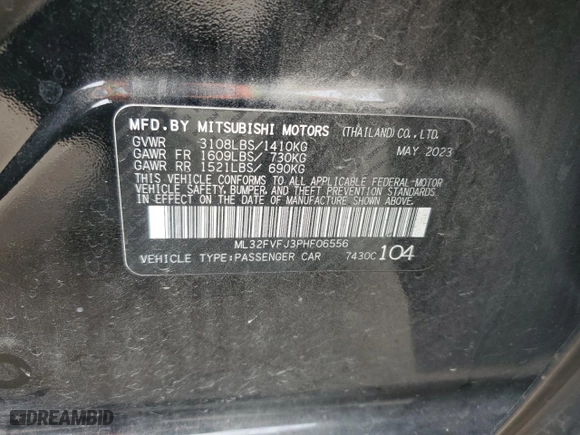 MFD.BY MITSUBISHI MOTORS (THAILAND) CO., LTD.
GVWR 3108LBS/1410KG MAY 2023
GAWR FR 1609LBS/ 730KG
GAWR RR 1521LBS/ 690KG
THIS VEHICLE CONFORMS TO ALL APPLICABLE FEDERAL-MOTOR
VEHICLE SAFETY, BUMPER, AND THEFT PREVENTION STANDARDS
IN EFFECT ON THE DATE OF MANUFACTURE SHOWN ABOVE.
ML32FVFJ3PHF06556
VEHICLE TYPE:PASSENGER CAR 7430C 104
DREAMBID